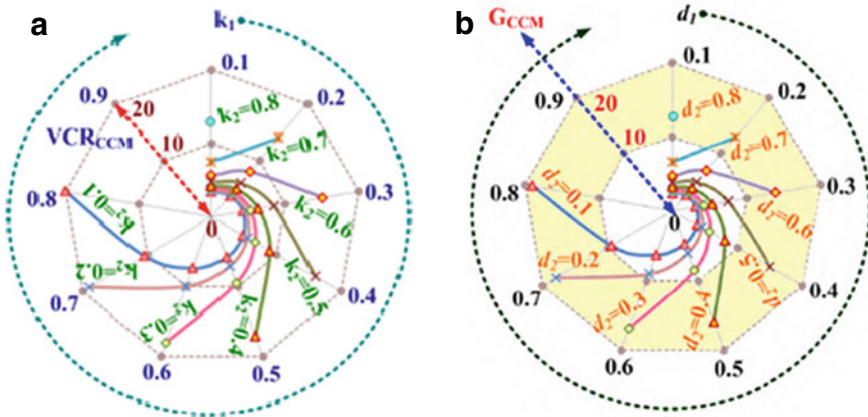 a
k₁
0.1
0.2
0.3
0.4
0.5
0.6
0.7
0.8
0.9
VCR_CCM
20
10
0
k₂=0.8
k₂=0.7
k₂=0.6
k₂=0.5
k₂=0.4
k₂=0.3
k₂=0.2
k₂=0.1
b
G_CCM
d₁
0.1
0.2
0.3
0.4
0.5
0.6
0.7
0.8
0.9
20
10
0
d₂=0.8
d₂=0.7
d₂=0.6
d₂=0.5
d₂=0.4
d₂=0.3
d₂=0.2
d₂=0.1